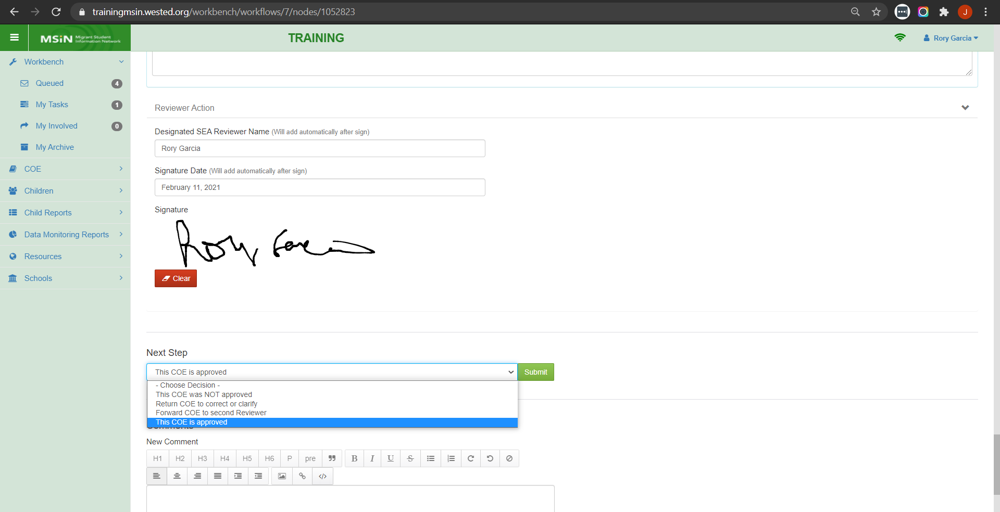 trainingmsin.wested.org/workbench/workflows/7/nodes/1052823
J
MSiN Migrant Student Information Network
TRAINING
Rory Garcia
Workbench
Queued 4
My Tasks 1
My Involved 0
My Archive
COE
Children
Child Reports
Data Monitoring Reports
Resources
Schools
Reviewer Action
Designated SEA Reviewer Name (Will add automatically after sign)
Rory Garcia
Signature Date (Will add automatically after sign)
February 11, 2021
Signature
Rory Garcia
Clear
Next Step
This COE is approved
Submit
- Choose Decision -
This COE was NOT approved
Return COE to correct or clarify
Forward COE to second Reviewer
This COE is approved
Comments
New Comment
H1 H2 H3 H4 H5 H6 P pre B I U S